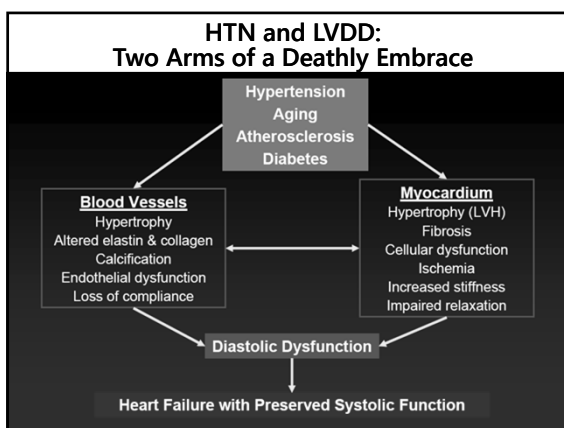 HTN and LVDD:
Two Arms of a Deathly Embrace
Hypertension
Aging
Atherosclerosis
Diabetes
Blood Vessels
Hypertrophy
Altered elastin & collagen
Calcification
Endothelial dysfunction
Loss of compliance
Myocardium
Hypertrophy (LVH)
Fibrosis
Cellular dysfunction
Ischemia
Increased stiffness
Impaired relaxation
Diastolic Dysfunction
Heart Failure with Preserved Systolic Function